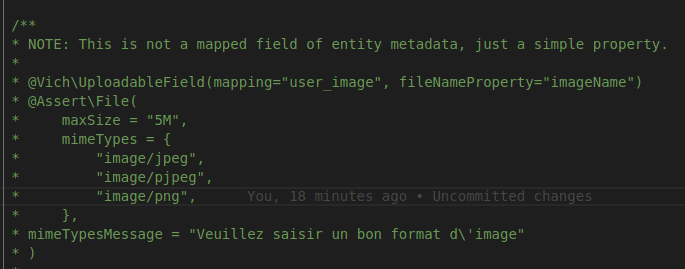 /**
* NOTE: This is not a mapped field of entity metadata, just a simple property.
*
* @Vich\UploadableField(mapping="user_image", fileNameProperty="imageName")
* @Assert\File(
*     maxSize = "5M",
*     mimeTypes = {
*         "image/jpeg",
*         "image/pjpeg",
*         "image/png",      You, 18 minutes ago • Uncommitted changes
*     },
* mimeTypesMessage = "Veuillez saisir un bon format d\'image"
* )
*